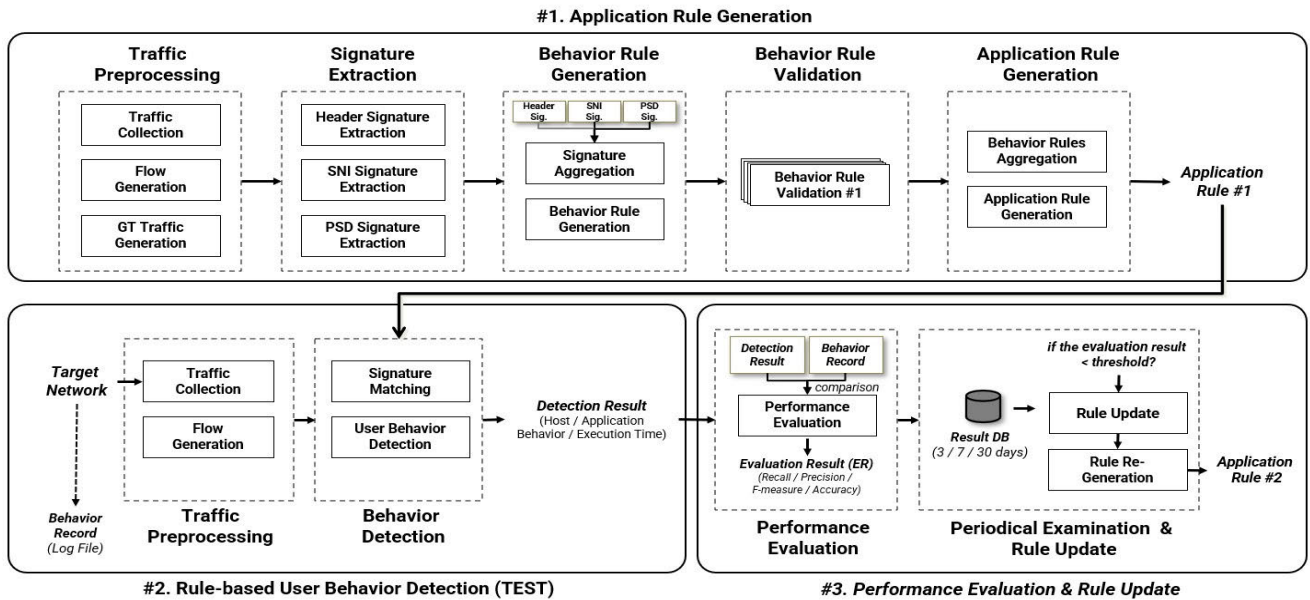 #1. Application Rule Generation
Traffic
Preprocessing
Traffic
Collection
Flow
Generation
GT Traffic
Generation
Signature
Extraction
Header Signature
Extraction
SNI Signature
Extraction
PSD Signature
Extraction
Behavior Rule
Generation
Header
Sig.
SNI
Sig.
PSD
Sig.
Signature
Aggregation
Behavior Rule
Generation
Behavior Rule
Validation
Behavior Rule
Validation #1
Application Rule
Generation
Behavior Rules
Aggregation
Application Rule
Generation
Application
Rule #1
Target
Network
Behavior
Record
(Log File)
Traffic
Collection
Flow
Generation
Traffic
Preprocessing
Signature
Matching
User Behavior
Detection
Behavior
Detection
Detection Result
(Host / Application
Behavior / Execution Time)
#2. Rule-based User Behavior Detection (TEST)
Detection
Result
Behavior
Record
comparison
Performance
Evaluation
Evaluation Result (ER)
(Recall / Precision /
F-measure / Accuracy)
Performance
Evaluation
if the evaluation result
< threshold?
Result DB
(3 / 7 / 30 days)
Rule Update
Rule Re-
Generation
Application
Rule #2
Periodical Examination &
Rule Update
#3. Performance Evaluation & Rule Update